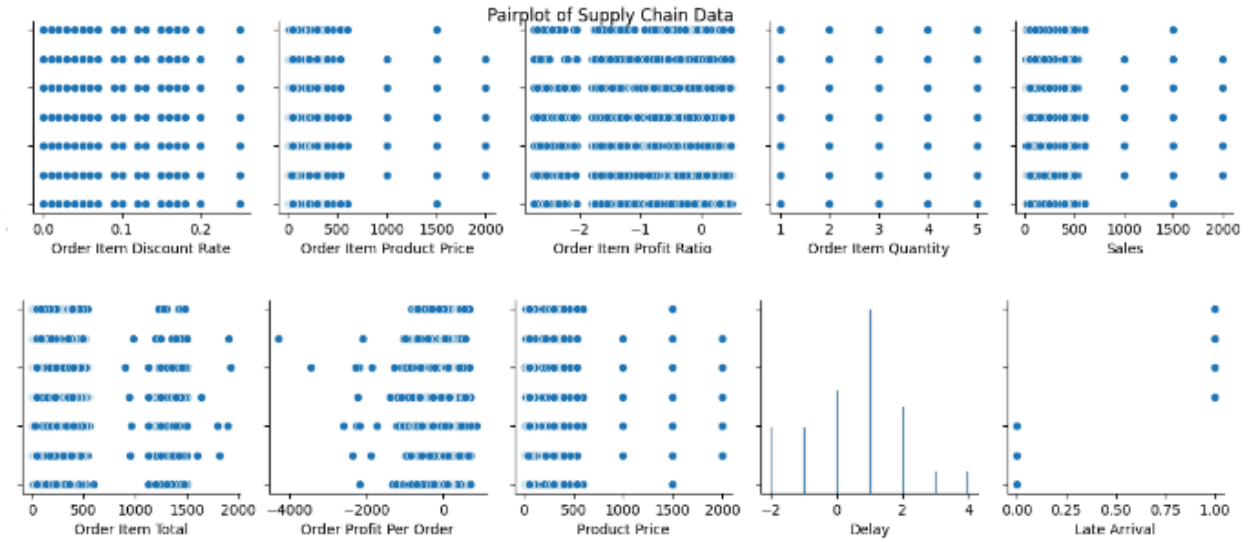 Pairplot of Supply Chain Data
0.0 0.1 0.2
Order Item Discount Rate
0 500 1000 1500 2000
Order Item Product Price
−2 −1 0
Order Item Profit Ratio
1 2 3 4 5
Order Item Quantity
0 500 1000 1500 2000
Sales
0 500 1000 1500 2000
Order Item Total
−4000 −2000 0
Order Profit Per Order
0 500 1000 1500 2000
Product Price
−2 0 2 4
Delay
0.00 0.25 0.50 0.75 1.00
Late Arrival